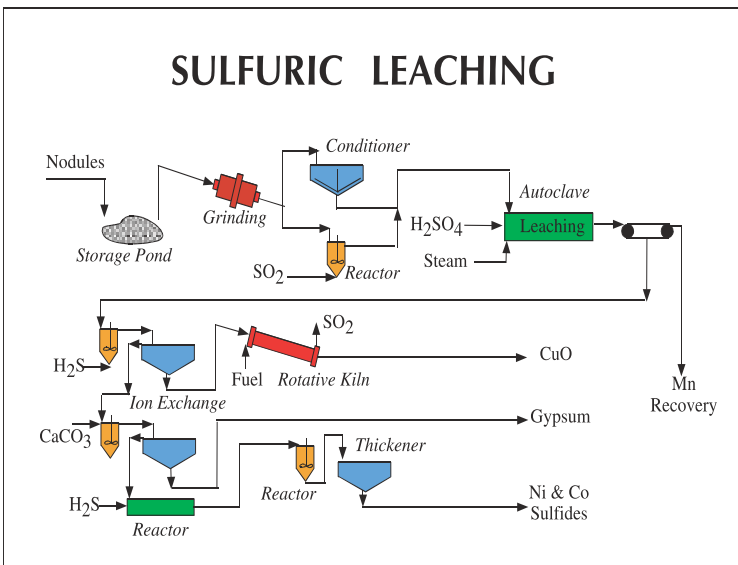 SULFURIC LEACHING
Nodules
Storage Pond
Grinding
Conditioner
SO2
Reactor
H2SO4
Steam
Autoclave
Leaching
Mn
Recovery
H2S
Ion Exchange
SO2
Fuel
Rotative Kiln
CuO
CaCO3
Gypsum
H2S
Reactor
Reactor
Thickener
Ni & Co
Sulfides